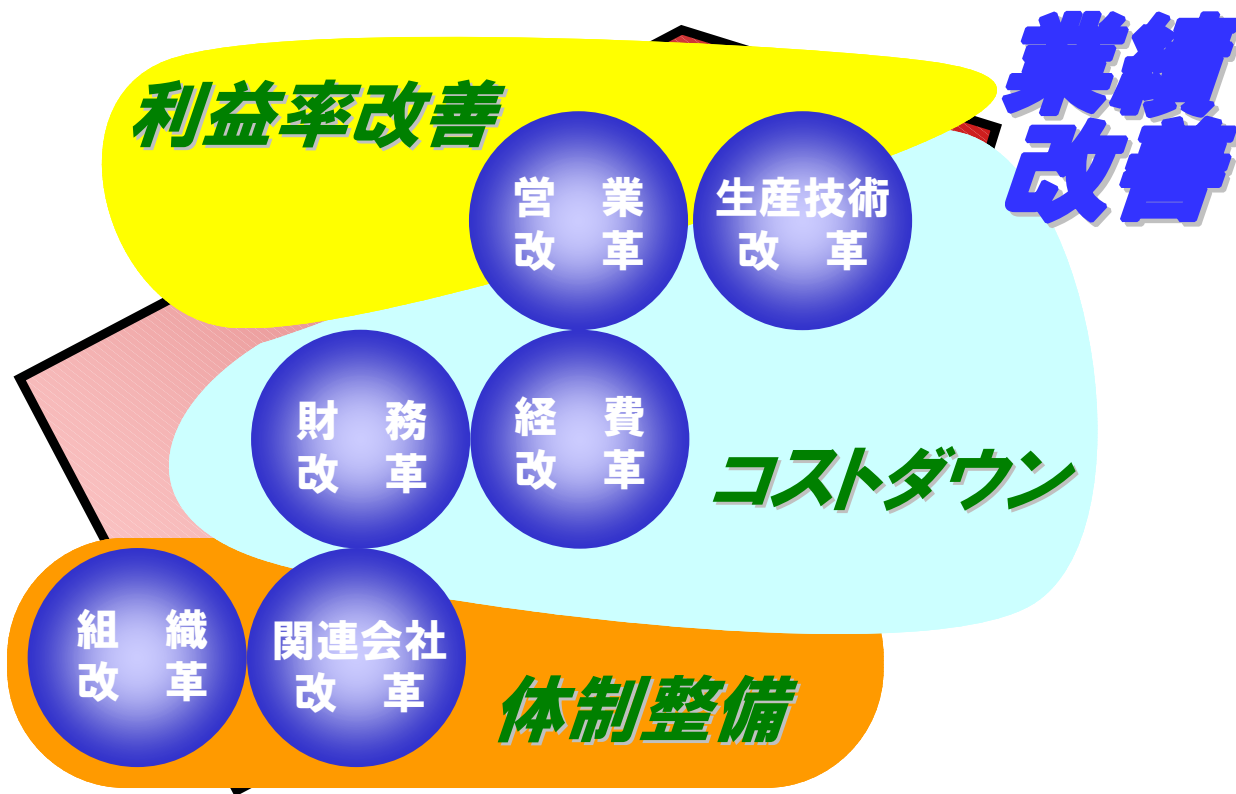 業績
改善
利益率改善
営　業
改　革
生産技術
改　革
財　務
改　革
経　費
改　革
コストダウン
組　織
改　革
関連会社
改　革
体制整備